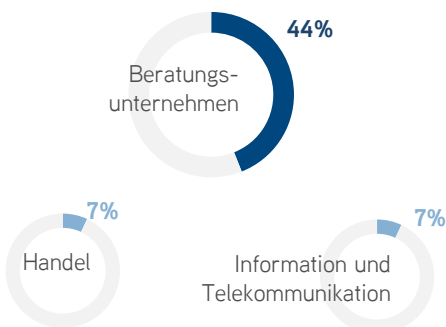 44%
Beratungs-
unternehmen
7%
Handel
7%
Information und
Telekommunikation